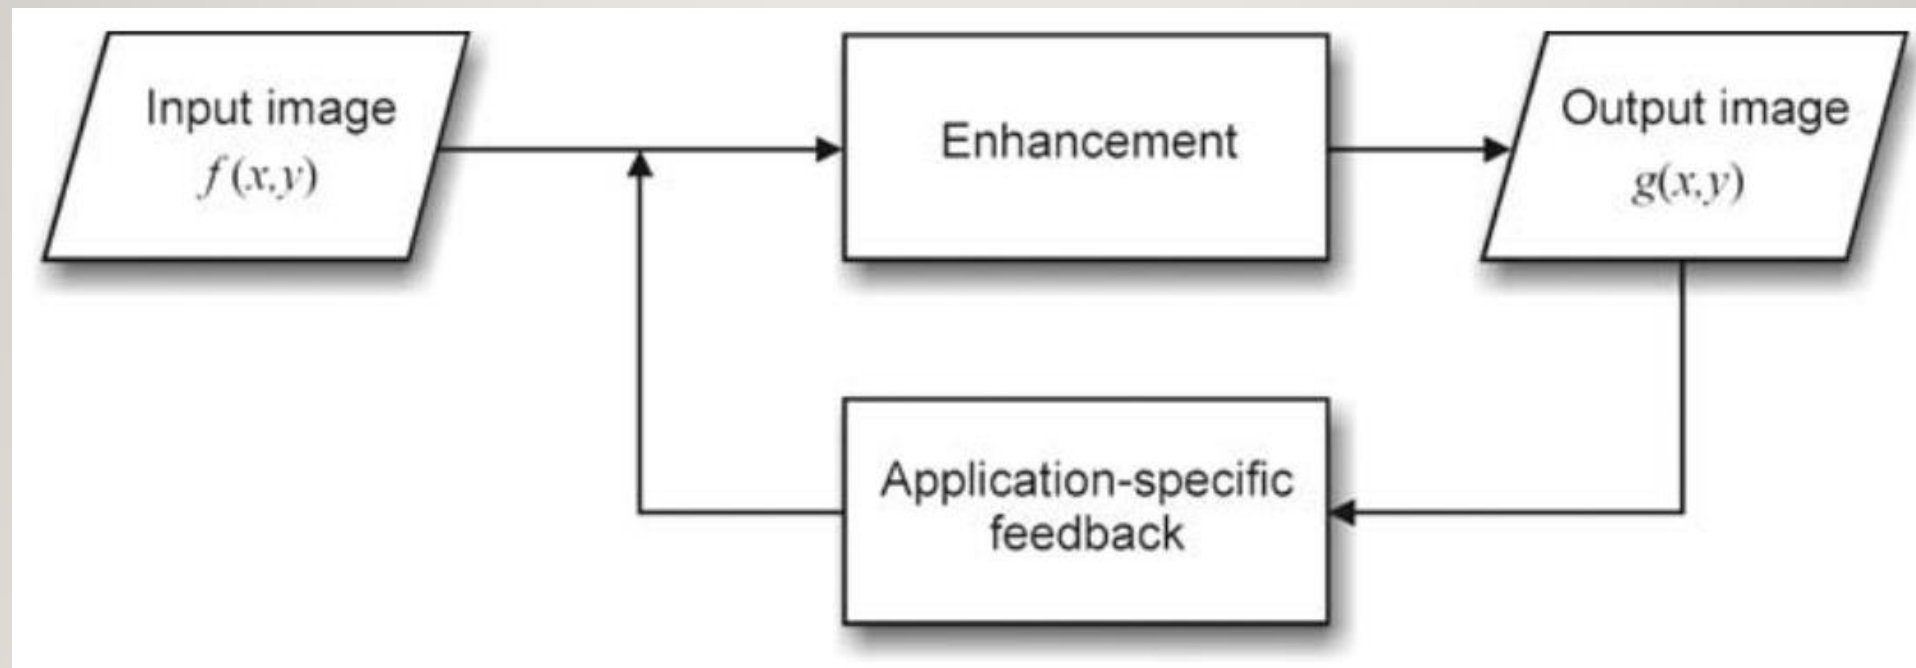 Input image
f(x,y)
Enhancement
Output image
g(x,y)
Application-specific
feedback